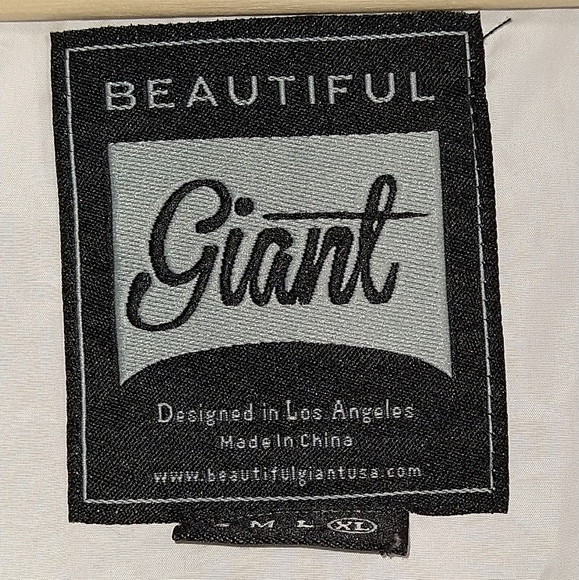 BEAUTIFUL
Giant
Designed in Los Angeles
Made In China
www.beautifulgiantusa.com
M L XL